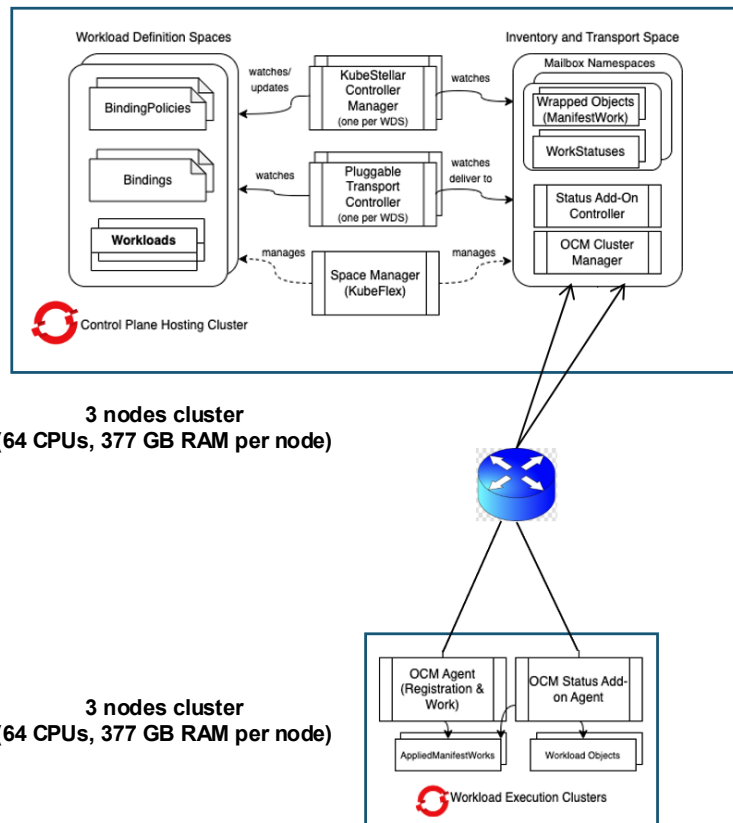 Workload Definition Spaces
Inventory and Transport Space
BindingPolicies
Bindings
Workloads
watches/
updates
KubeStellar
Controller
Manager
(one per WDS)
watches
watches
Pluggable
Transport
Controller
(one per WDS)
watches
deliver to
manages
Space Manager
(KubeFlex)
manages
Mailbox Namespaces
Wrapped Objects
(ManifestWork)
WorkStatuses
Status Add-On
Controller
OCM Cluster
Manager
Control Plane Hosting Cluster
3 nodes cluster
(64 CPUs, 377 GB RAM per node)
OCM Agent
(Registration &
Work)
OCM Status Add-
on Agent
AppliedManifestWorks
Workload Objects
Workload Execution Clusters
3 nodes cluster
(64 CPUs, 377 GB RAM per node)